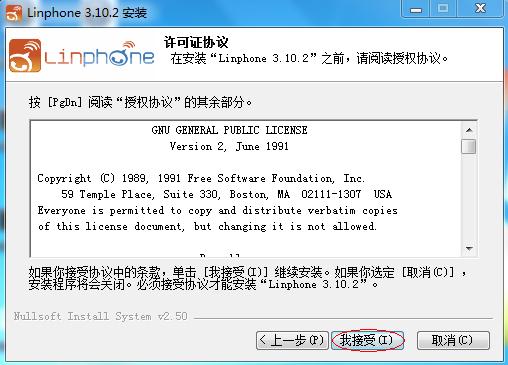 Linphone 3.10.2 安装
Linphone
许可证协议
在安装“Linphone 3.10.2”之前，请阅读授权协议。
按 [PgDn] 阅读“授权协议”的其余部分。
GNU GENERAL PUBLIC LICENSE
Version 2, June 1991
Copyright (C) 1989, 1991 Free Software Foundation, Inc.
59 Temple Place, Suite 330, Boston, MA  02111-1307  USA
Everyone is permitted to copy and distribute verbatim copies
of this license document, but changing it is not allowed.
如果你接受协议中的条款，单击 [我接受(I)] 继续安装。如果你选定 [取消(C)] ，
安装程序将会关闭。必须接受协议才能安装“Linphone 3.10.2”。
Nullsoft Install System v2.50
< 上一步(P) 我接受(I) 取消(C)